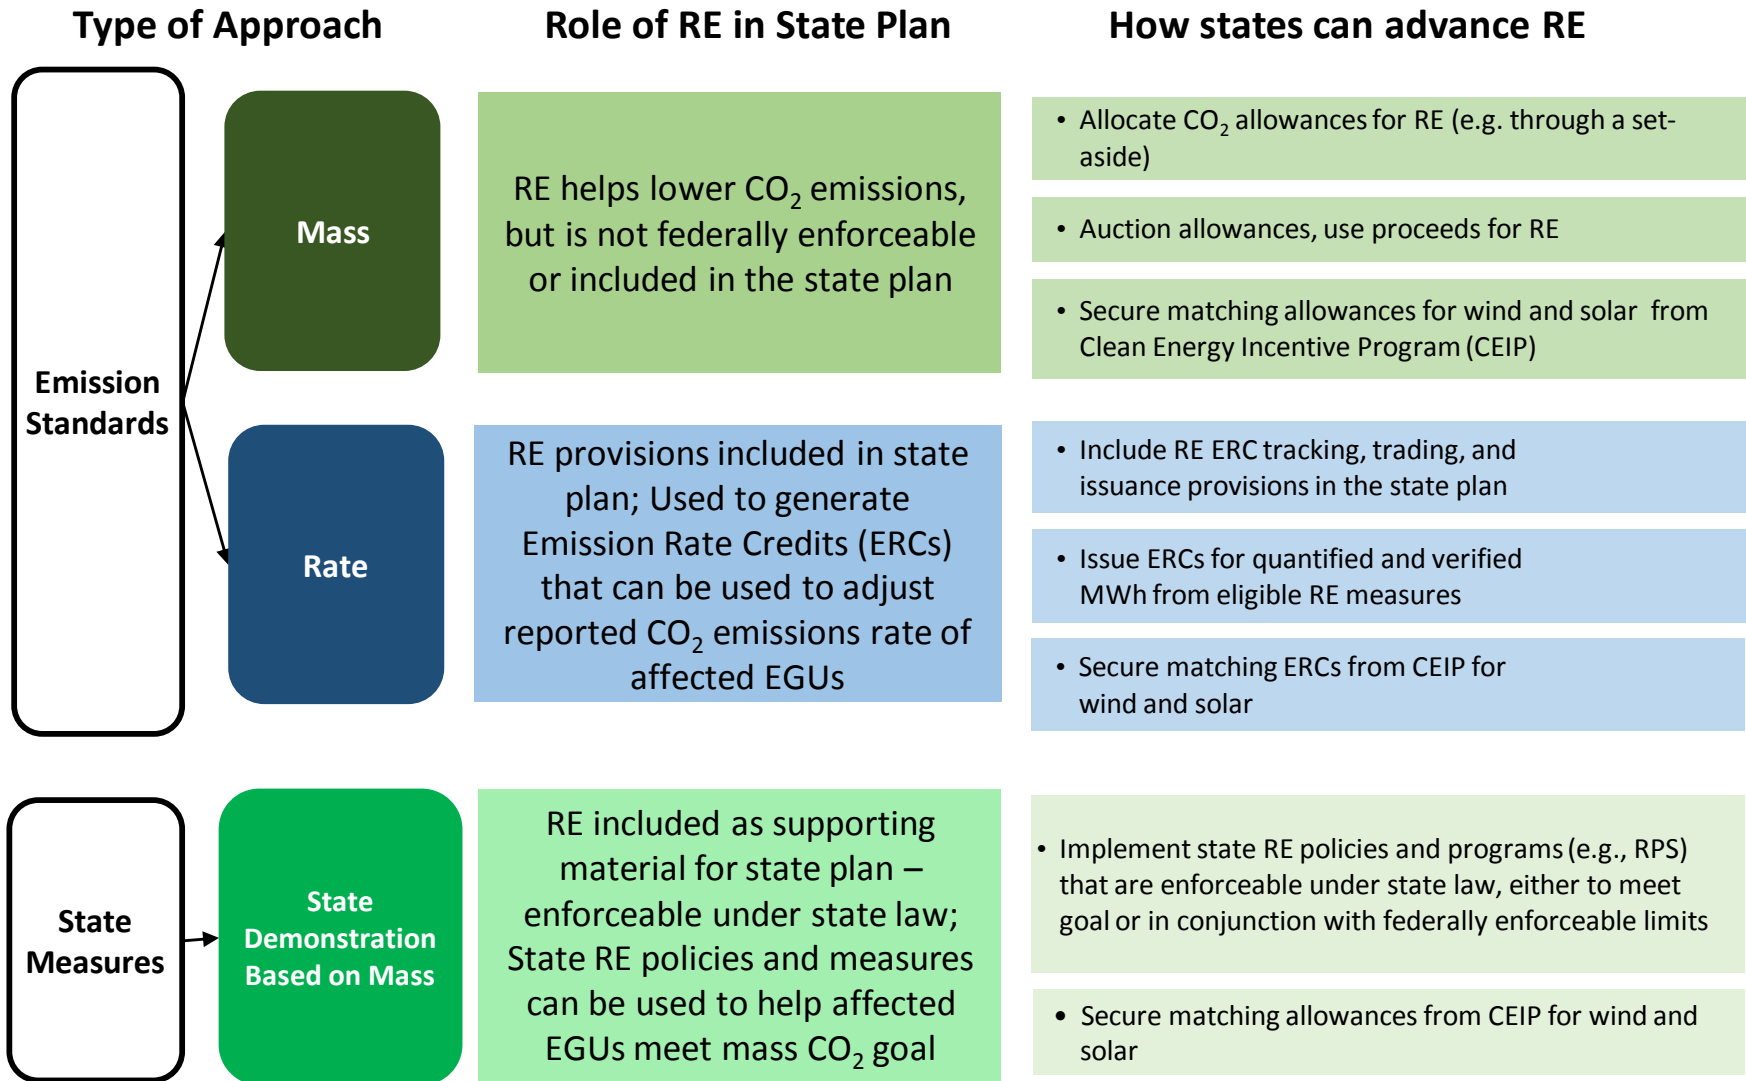 Type of Approach
Role of RE in State Plan
How states can advance RE
Emission
Standards
Mass
RE helps lower CO₂ emissions,
but is not federally enforceable
or included in the state plan
• Allocate CO₂ allowances for RE (e.g. through a set-
aside)
• Auction allowances, use proceeds for RE
• Secure matching allowances for wind and solar from
Clean Energy Incentive Program (CEIP)
Rate
RE provisions included in state
plan; Used to generate
Emission Rate Credits (ERCs)
that can be used to adjust
reported CO₂ emissions rate of
affected EGUs
• Include RE ERC tracking, trading, and
issuance provisions in the state plan
• Issue ERCs for quantified and verified
MWh from eligible RE measures
• Secure matching ERCs from CEIP for
wind and solar
State
Measures
State
Demonstration
Based on Mass
RE included as supporting
material for state plan –
enforceable under state law;
State RE policies and measures
can be used to help affected
EGUs meet mass CO₂ goal
• Implement state RE policies and programs (e.g., RPS)
that are enforceable under state law, either to meet
goal or in conjunction with federally enforceable limits
• Secure matching allowances from CEIP for wind and
solar